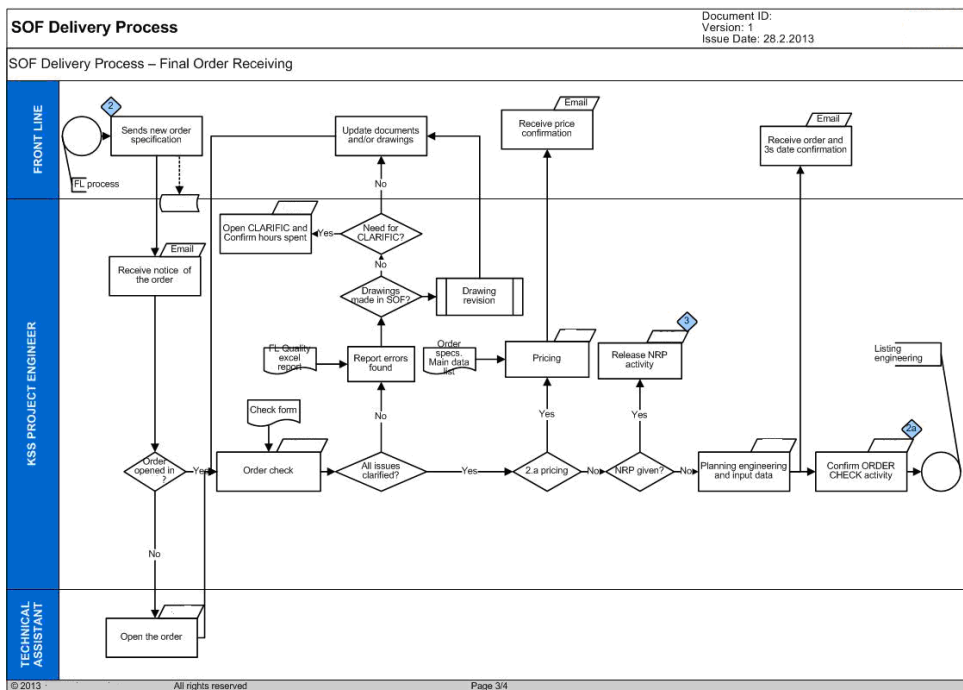 SOF Delivery Process
Document ID:
Version: 1
Issue Date: 28.2.2013
SOF Delivery Process – Final Order Receiving
FRONT LINE
2
Sends new order
specification
FL process
Update documents
and/or drawings
Email
Receive price
confirmation
Email
Receive order and
3s date confirmation
KSS PROJECT ENGINEER
No
Open CLARIFIC and
Confirm hours spent
Yes
Need for
CLARIFIC?
Email
Receive notice of
the order
No
Drawings
made in SOF?
Drawing
revision
3
FL Quality
excel
report
Report errors
found
Order
specs.
Main data
list
Pricing
Release NRP
activity
Listing
engineering
Check form
No
Yes
Yes
2a
Order
opened in
?
Yes
Order check
All issues
clarified?
Yes
2.a pricing
No
NRP given?
No
Planning engineering
and input data
Confirm ORDER
CHECK activity
No
TECHNICAL
ASSISTANT
Open the order
© 2013
All rights reserved
Page 3/4